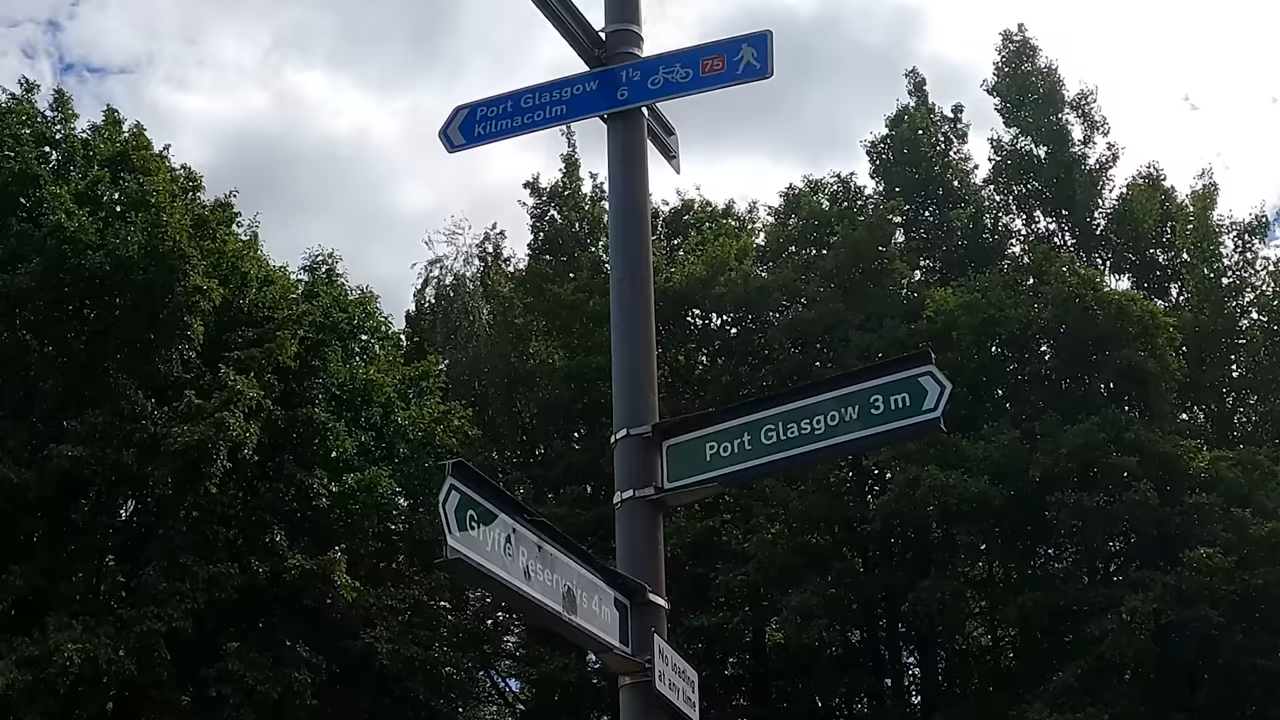 Port Glasgow 1½ 75
Kilmacolm 6
Port Glasgow 3m
Gryffe Reservoirs 4m
No loading
at any time